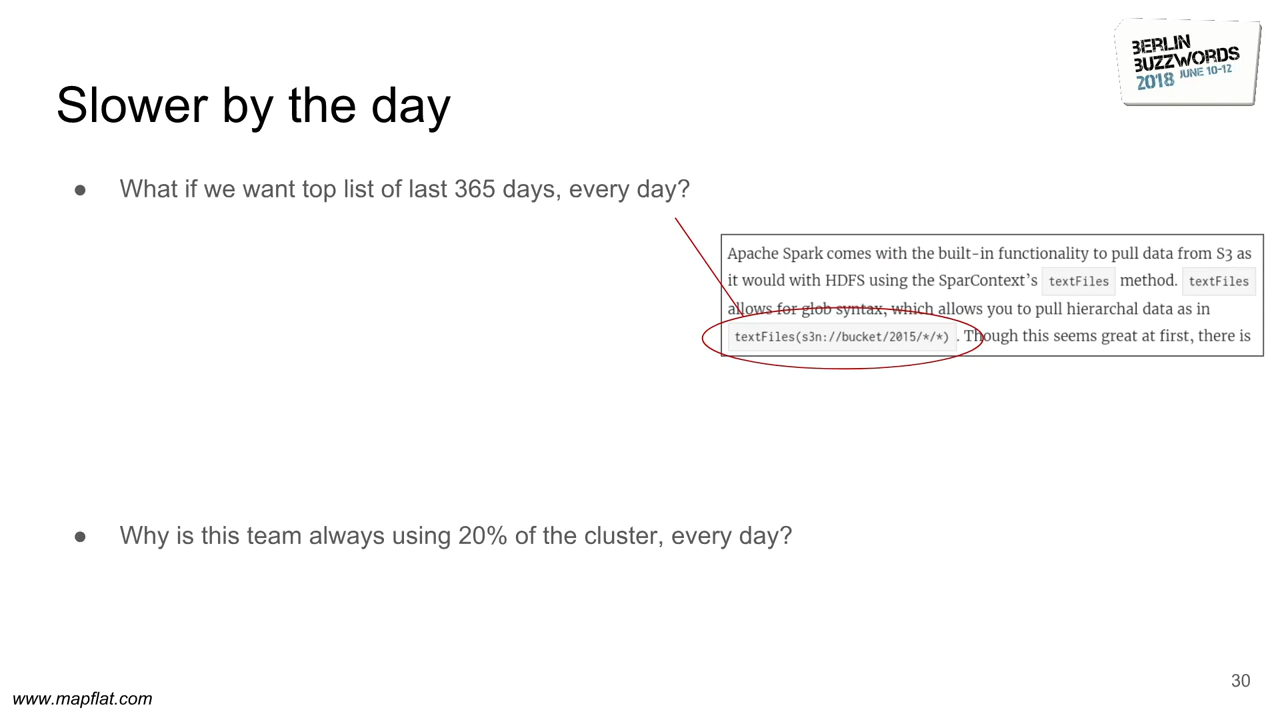 BERLIN
BUZZWORDS
2018 JUNE 10-12
Slower by the day
● What if we want top list of last 365 days, every day?
Apache Spark comes with the built-in functionality to pull data from S3 as
it would with HDFS using the SparContext's textFiles method. textFiles
allows for glob syntax, which allows you to pull hierarchal data as in
textFiles(s3n://bucket/2015/*/*) . Though this seems great at first, there is
● Why is this team always using 20% of the cluster, every day?
30
www.mapflat.com